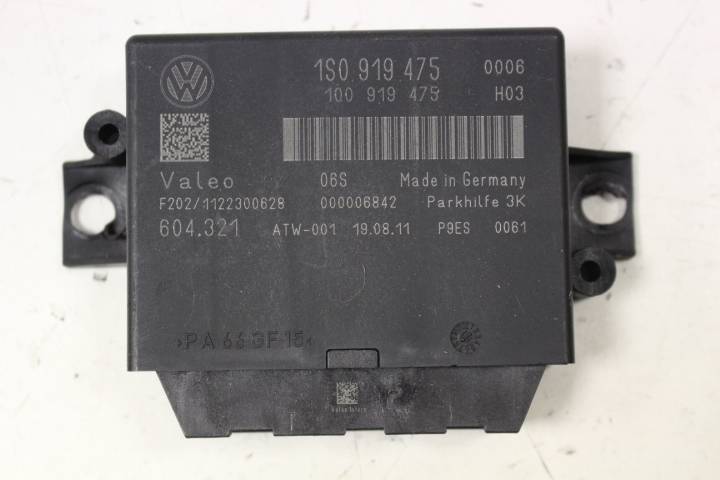 1S0 919 475 0006
100 919 475 H03
Valeo 06S Made in Germany
F202/1122300628 000006842 Parkhilfe 3K
604.321 ATW-001 19.08.11 P9ES 0061
>PA 66 GF 15<